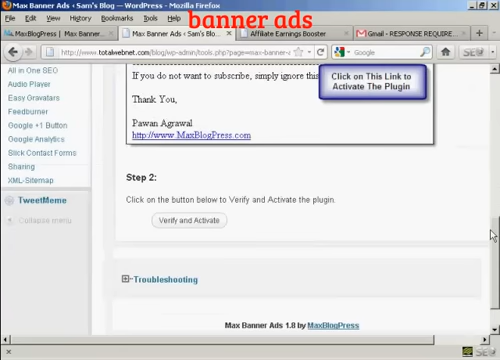 Max Banner Ads ‹ Sam's Blog — WordPress - Mozilla Firefox
banner ads
File Edit View History Bookmarks Tools Help
MaxBlogPress | Max Banner...
Max Banner Ads ‹ Sam's Blo...
Affiliate Earnings Booster
Gmail - RESPONSE REQUIRE...
http://www.totalwebnet.com/blog/wp-admin/tools.php?page=max-banner-
Google
All in One SEO
Audio Player
Easy Gravatars
Feedburner
Google +1 Button
Google Analytics
Slick Contact Forms
Sharing
XML-Sitemap
TweetMeme
Collapse menu
If you do not want to subscribe, simply ignore this
Click on This Link to
Activate The Plugin
Thank You,
Pawan Agrawal
http://www.MaxBlogPress.com
Step 2:
Click on the button below to Verify and Activate the plugin.
Verify and Activate
Troubleshooting
Max Banner Ads 1.8 by MaxBlogPress